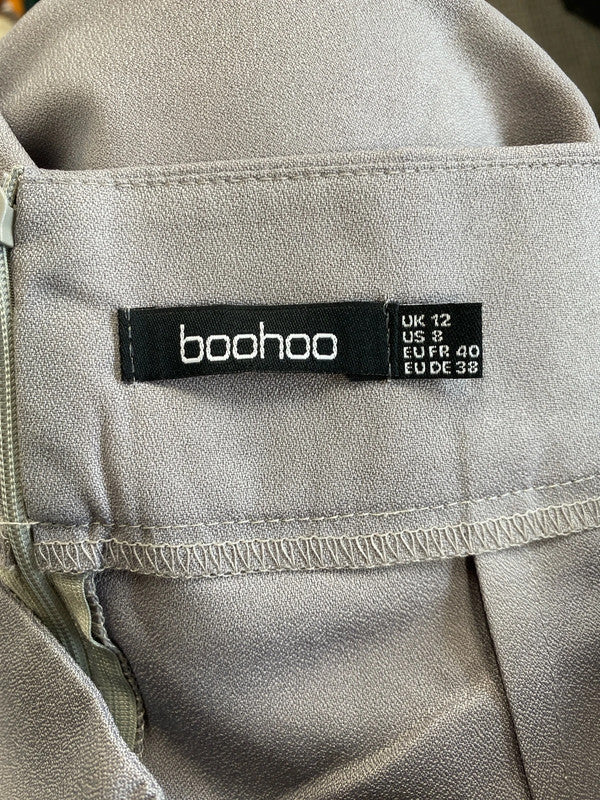 boohoo
UK 12
US 8
EU FR 40
EU DE 38